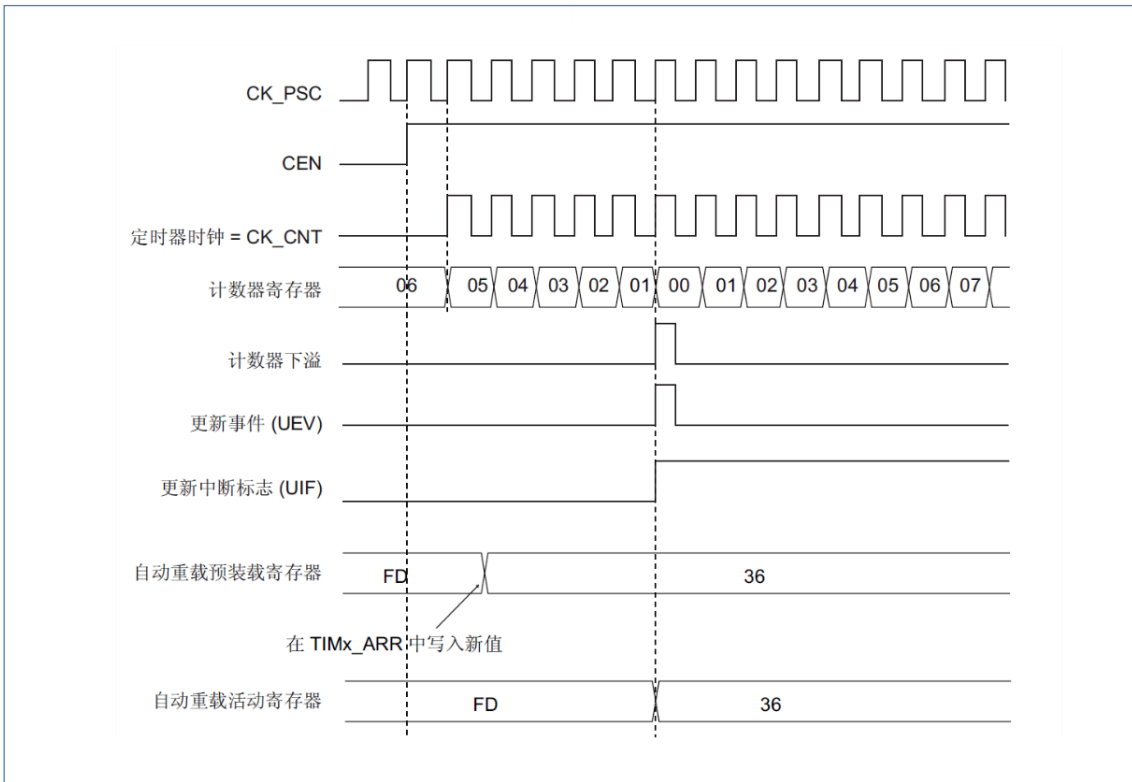 CK_PSC
CEN
定时器时钟 = CK_CNT
计数器寄存器 06 05 04 03 02 01 00 01 02 03 04 05 06 07
计数器下溢
更新事件 (UEV)
更新中断标志 (UIF)
自动重载预装载寄存器 FD 36
在 TIMx_ARR 中写入新值
自动重载活动寄存器 FD 36